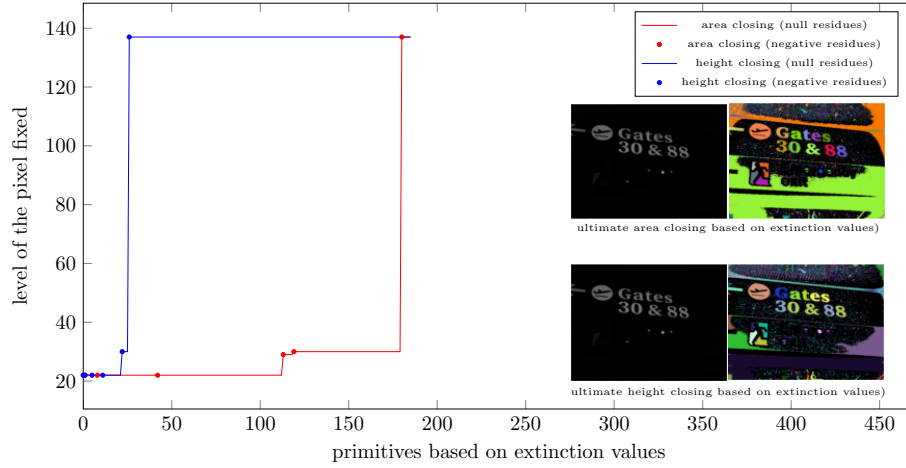 area closing (null residues)
area closing (negative residues)
height closing (null residues)
height closing (negative residues)
140
120
100
80
60
40
20
level of the pixel fixed
Gates
30 & 88
Gates
30 & 88
ultimate area closing based on extinction values)
Gates
30 & 88
Gates
30 & 88
ultimate height closing based on extinction values)
0 50 100 150 200 250 300 350 400 450
primitives based on extinction values